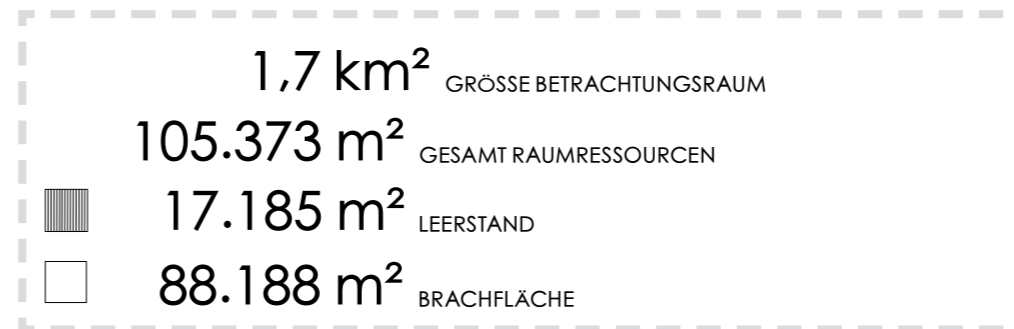 1,7 km² GRÖSSE BETRACHTUNGSRAUM
105.373 m² GESAMT RAUMRESSOURCEN
17.185 m² LEERSTAND
88.188 m² BRACHFLÄCHE